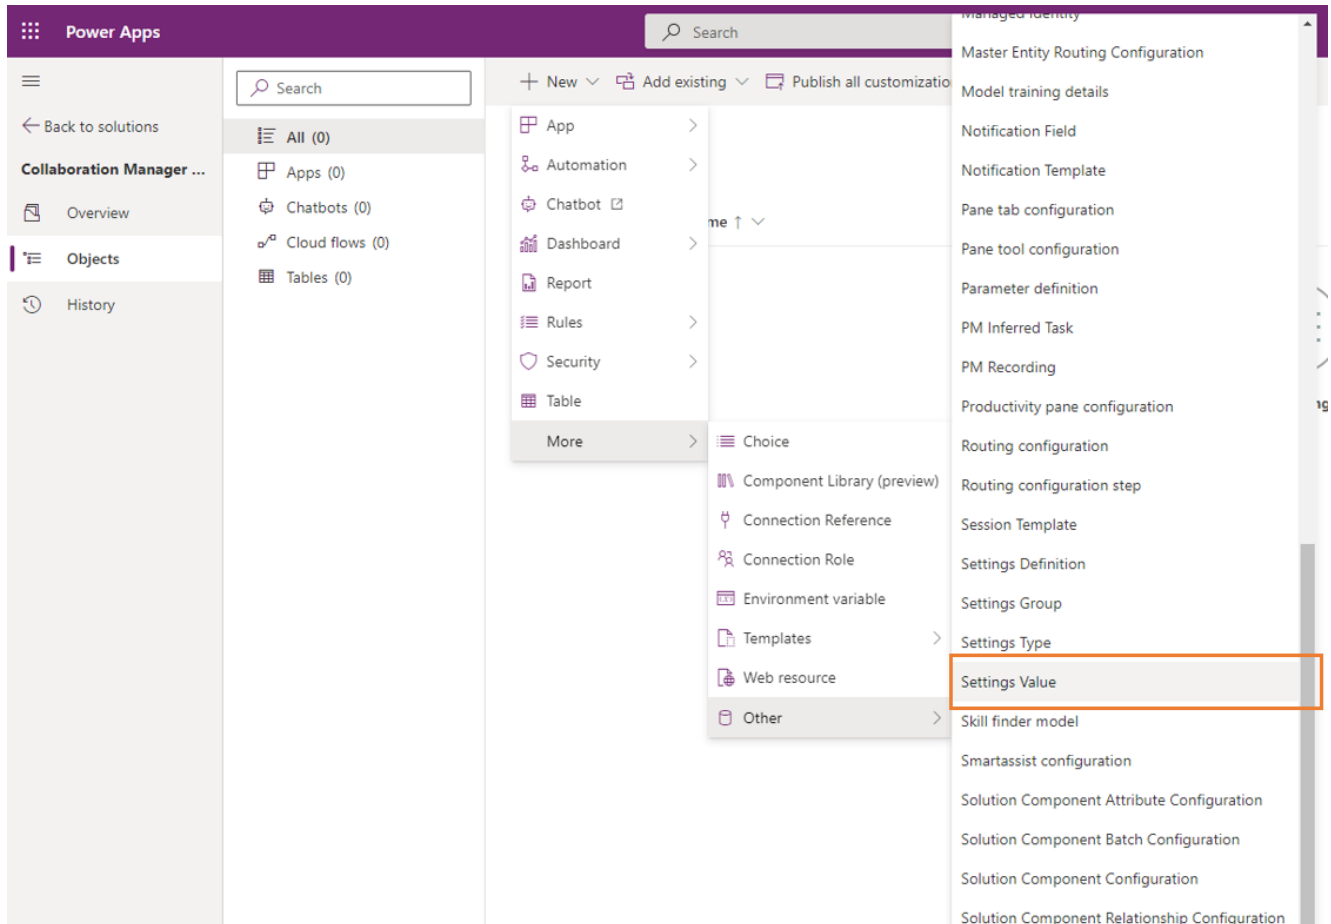 Power Apps
Search
Back to solutions
Collaboration Manager ...
Overview
Objects
History
Search
All (0)
Apps (0)
Chatbots (0)
Cloud flows (0)
Tables (0)
New
Add existing
Publish all customizatio
me ↑
App
Automation
Chatbot
Dashboard
Report
Rules
Security
Table
More
Choice
Component Library (preview)
Connection Reference
Connection Role
Environment variable
Templates
Web resource
Other
Managed Identity
Master Entity Routing Configuration
Model training details
Notification Field
Notification Template
Pane tab configuration
Pane tool configuration
Parameter definition
PM Inferred Task
PM Recording
Productivity pane configuration
Routing configuration
Routing configuration step
Session Template
Settings Definition
Settings Group
Settings Type
Settings Value
Skill finder model
Smartassist configuration
Solution Component Attribute Configuration
Solution Component Batch Configuration
Solution Component Configuration
Solution Component Relationship Configuration